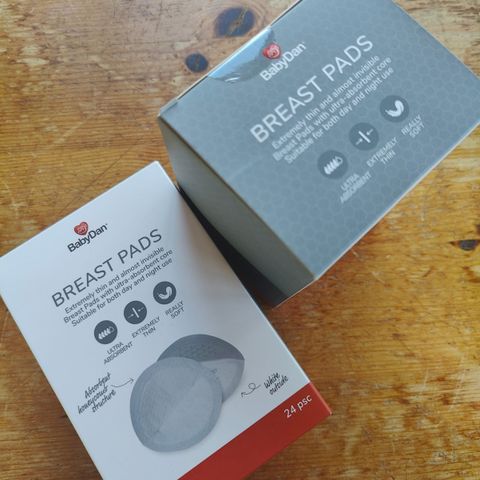 BabyDan
BREAST PADS
Extremely thin and almost invisible
Breast Pads with ultra-absorbent core
Suitable for both day and night use
ULTRA
ABSORBENT
EXTREMELY
THIN
REALLY
SOFT
BabyDan
BREAST PADS
Extremely thin and almost invisible
Breast Pads with ultra-absorbent core
Suitable for both day and night use
ULTRA
ABSORBENT
EXTREMELY
THIN
REALLY
SOFT
Absorbent
honeycomb
structure
White
outside
24 psc